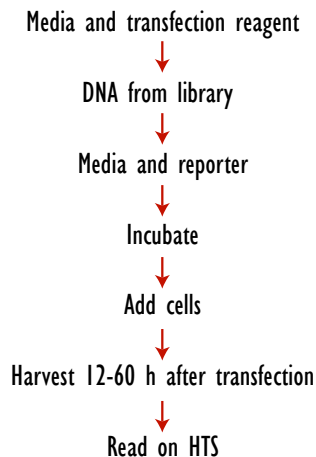 Media and transfection reagent
DNA from library
Media and reporter
Incubate
Add cells
Harvest 12-60 h after transfection
Read on HTS